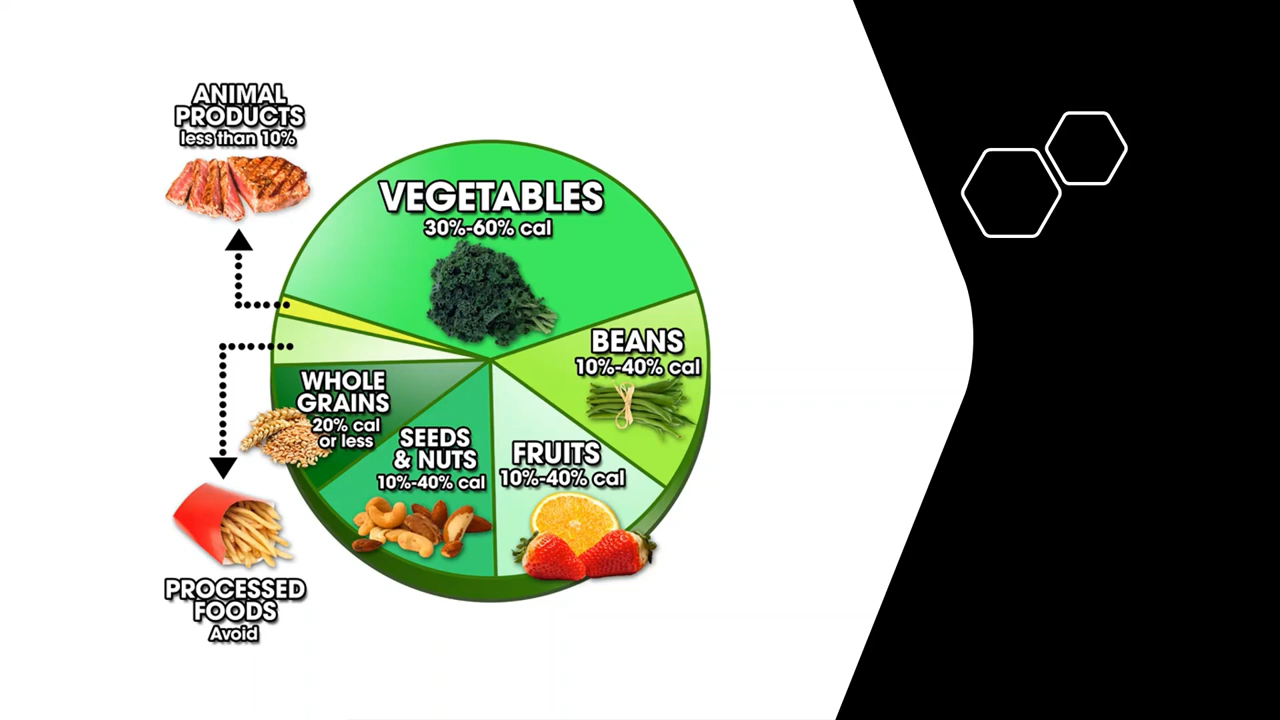 ANIMAL
PRODUCTS
less than 10%
VEGETABLES
30%-60% cal
BEANS
10%-40% cal
WHOLE
GRAINS
20% cal
or less
SEEDS
& NUTS
10%-40% cal
FRUITS
10%-40% cal
PROCESSED
FOODS
Avoid